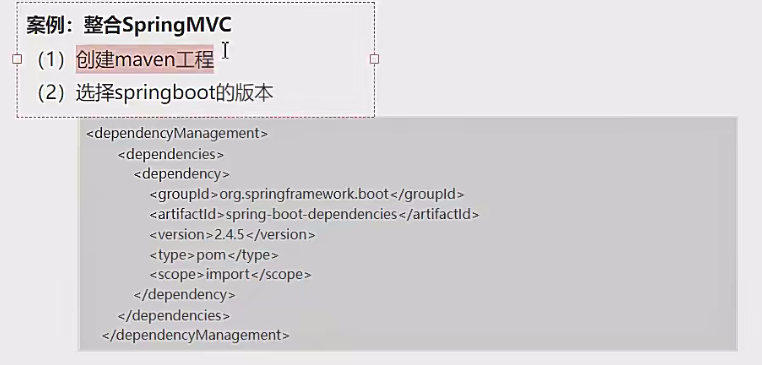 案例：整合SpringMVC
（1）创建maven工程
（2）选择springboot的版本
<dependencyManagement>
<dependencies>
<dependency>
<groupId>org.springframework.boot</groupId>
<artifactId>spring-boot-dependencies</artifactId>
<version>2.4.5</version>
<type>pom</type>
<scope>import</scope>
</dependency>
</dependencies>
</dependencyManagement>